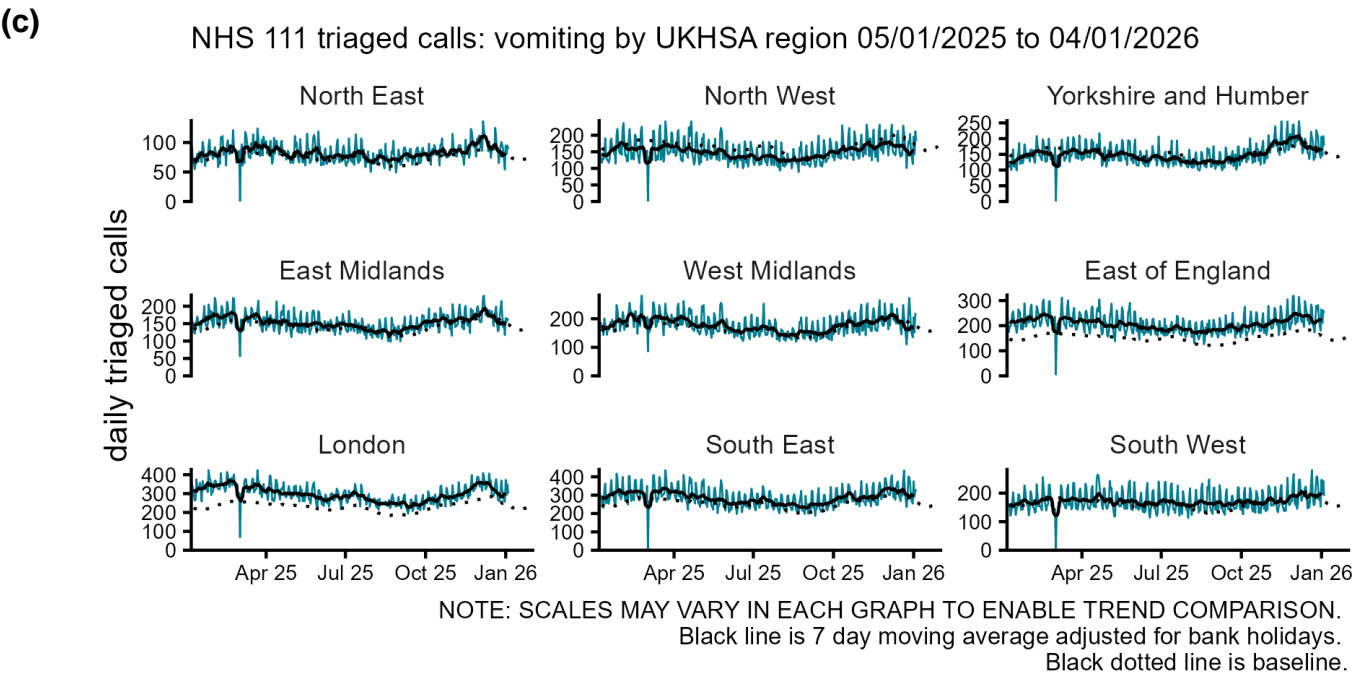 (c)
NHS 111 triaged calls: vomiting by UKHSA region 05/01/2025 to 04/01/2026
daily triaged calls
North East
100
50
0
North West
200
150
100
50
0
Yorkshire and Humber
250
200
150
100
50
0
East Midlands
200
150
100
50
0
West Midlands
200
100
0
East of England
300
200
100
0
London
400
300
200
100
0
South East
400
300
200
100
0
South West
200
100
0
Apr 25 Jul 25 Oct 25 Jan 26
Apr 25 Jul 25 Oct 25 Jan 26
Apr 25 Jul 25 Oct 25 Jan 26
NOTE: SCALES MAY VARY IN EACH GRAPH TO ENABLE TREND COMPARISON.
Black line is 7 day moving average adjusted for bank holidays.
Black dotted line is baseline.